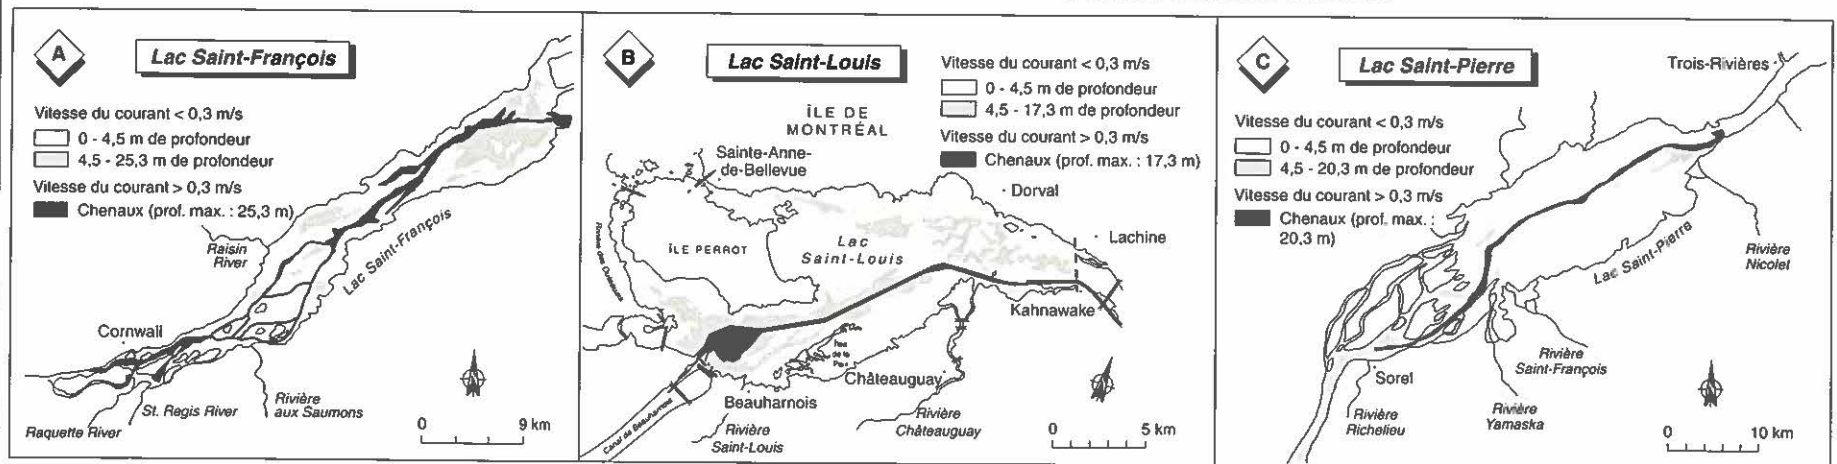 A
Lac Saint-François
Vitesse du courant < 0,3 m/s
0 - 4,5 m de profondeur
4,5 - 25,3 m de profondeur
Vitesse du courant > 0,3 m/s
Chenaux (prof. max. : 25,3 m)
Raisin
River
Lac Saint-François
Cornwall
St. Regis River
Rivière
aux Saumons
Raquette River
0 9 km
B
Lac Saint-Louis
Vitesse du courant < 0,3 m/s
0 - 4,5 m de profondeur
4,5 - 17,3 m de profondeur
Vitesse du courant > 0,3 m/s
Chenaux (prof. max. : 17,3 m)
ÎLE DE
MONTRÉAL
Sainte-Anne-
de-Bellevue
Dorval
Lachine
Rivière des Outaouais
ÎLE PERROT
Lac
Saint-Louis
Kahnawake
Îles
de la
Paix
Châteauguay
Beauharnois
Canal de Beauharnois
Rivière
Saint-Louis
Rivière
Châteauguay
0 5 km
C
Lac Saint-Pierre
Trois-Rivières
Vitesse du courant < 0,3 m/s
0 - 4,5 m de profondeur
4,5 - 20,3 m de profondeur
Vitesse du courant > 0,3 m/s
Chenaux (prof. max. :
20,3 m)
Lac Saint-Pierre
Rivière
Nicolet
Rivière
Saint-François
Sorel
Rivière
Richelieu
Rivière
Yamaska
0 10 km